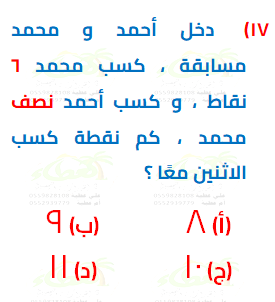 ١٧) دخل أحمد و محمد
مسابقة ، كسب محمد ٦
نقاط ، و كسب أحمد نصف
محمد ، كم نقطة كسب
الاثنين معًا ؟
(أ) ٨ (ب) ٩
(ج) ١٠ (د) ١١